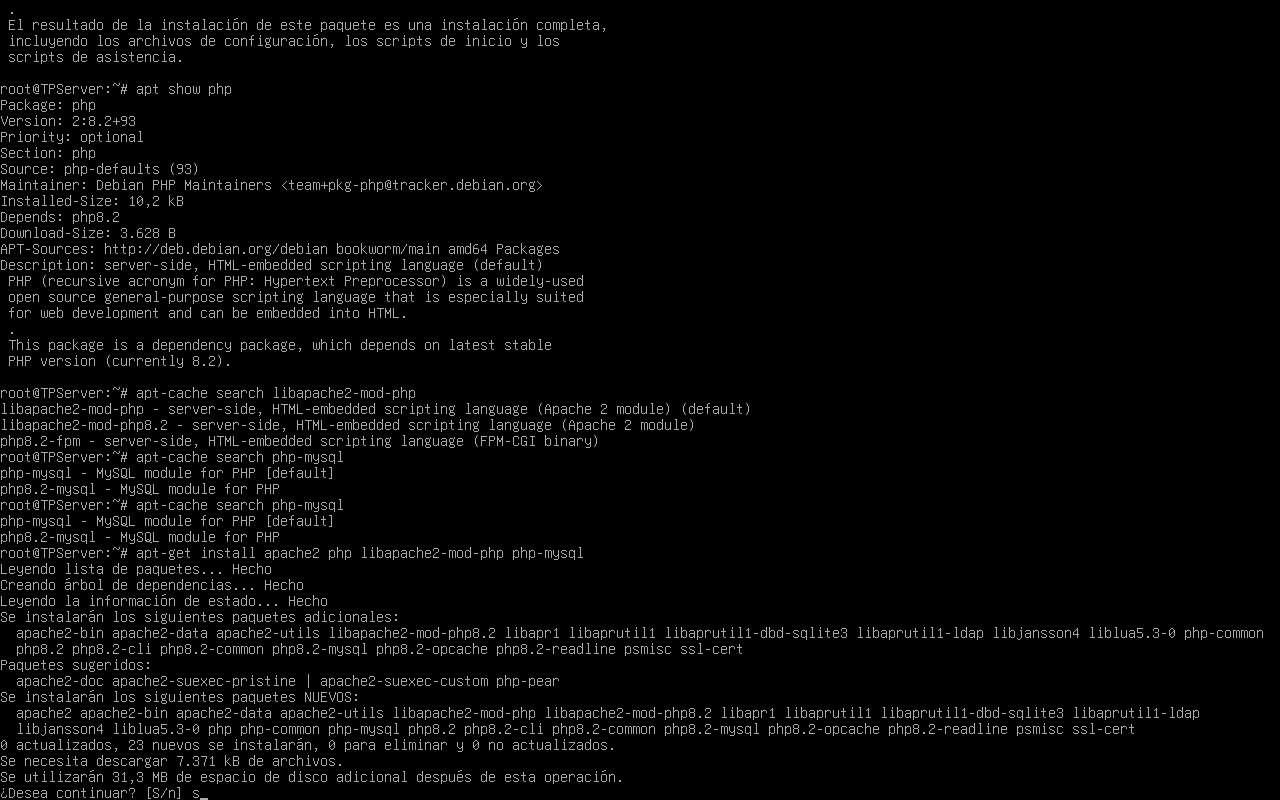 .
 El resultado de la instalación de este paquete es una instalación completa,
 incluyendo los archivos de configuración, los scripts de inicio y los
 scripts de asistencia.

root@TPServer:~# apt show php
Package: php
Version: 2:8.2+93
Priority: optional
Section: php
Source: php-defaults (93)
Maintainer: Debian PHP Maintainers <team+pkg-php@tracker.debian.org>
Installed-Size: 10,2 kB
Depends: php8.2
Download-Size: 3.628 B
APT-Sources: http://deb.debian.org/debian bookworm/main amd64 Packages
Description: server-side, HTML-embedded scripting language (default)
 PHP (recursive acronym for PHP: Hypertext Preprocessor) is a widely-used
 open source general-purpose scripting language that is especially suited
 for web development and can be embedded into HTML.
 .
 This package is a dependency package, which depends on latest stable
 PHP version (currently 8.2).

root@TPServer:~# apt-cache search libapache2-mod-php
libapache2-mod-php - server-side, HTML-embedded scripting language (Apache 2 module) (default)
libapache2-mod-php8.2 - server-side, HTML-embedded scripting language (Apache 2 module)
php8.2-fpm - server-side, HTML-embedded scripting language (FPM-CGI binary)
root@TPServer:~# apt-cache search php-mysql
php-mysql - MySQL module for PHP [default]
php8.2-mysql - MySQL module for PHP
root@TPServer:~# apt-cache search php-mysql
php-mysql - MySQL module for PHP [default]
php8.2-mysql - MySQL module for PHP
root@TPServer:~# apt-get install apache2 php libapache2-mod-php php-mysql
Leyendo lista de paquetes... Hecho
Creando árbol de dependencias... Hecho
Leyendo la información de estado... Hecho
Se instalarán los siguientes paquetes adicionales:
  apache2-bin apache2-data apache2-utils libapache2-mod-php8.2 libapr1 libaprutil1 libaprutil1-dbd-sqlite3 libaprutil1-ldap libjansson4 liblua5.3-0 php-common
  php8.2 php8.2-cli php8.2-common php8.2-mysql php8.2-opcache php8.2-readline psmisc ssl-cert
Paquetes sugeridos:
  apache2-doc apache2-suexec-pristine | apache2-suexec-custom php-pear
Se instalarán los siguientes paquetes NUEVOS:
  apache2 apache2-bin apache2-data apache2-utils libapache2-mod-php libapache2-mod-php8.2 libapr1 libaprutil1 libaprutil1-dbd-sqlite3 libaprutil1-ldap
  libjansson4 liblua5.3-0 php php-common php-mysql php8.2 php8.2-cli php8.2-common php8.2-mysql php8.2-opcache php8.2-readline psmisc ssl-cert
0 actualizados, 23 nuevos se instalarán, 0 para eliminar y 0 no actualizados.
Se necesita descargar 7.371 kB de archivos.
Se utilizarán 31,3 MB de espacio de disco adicional después de esta operación.
¿Desea continuar? [S/n] s_